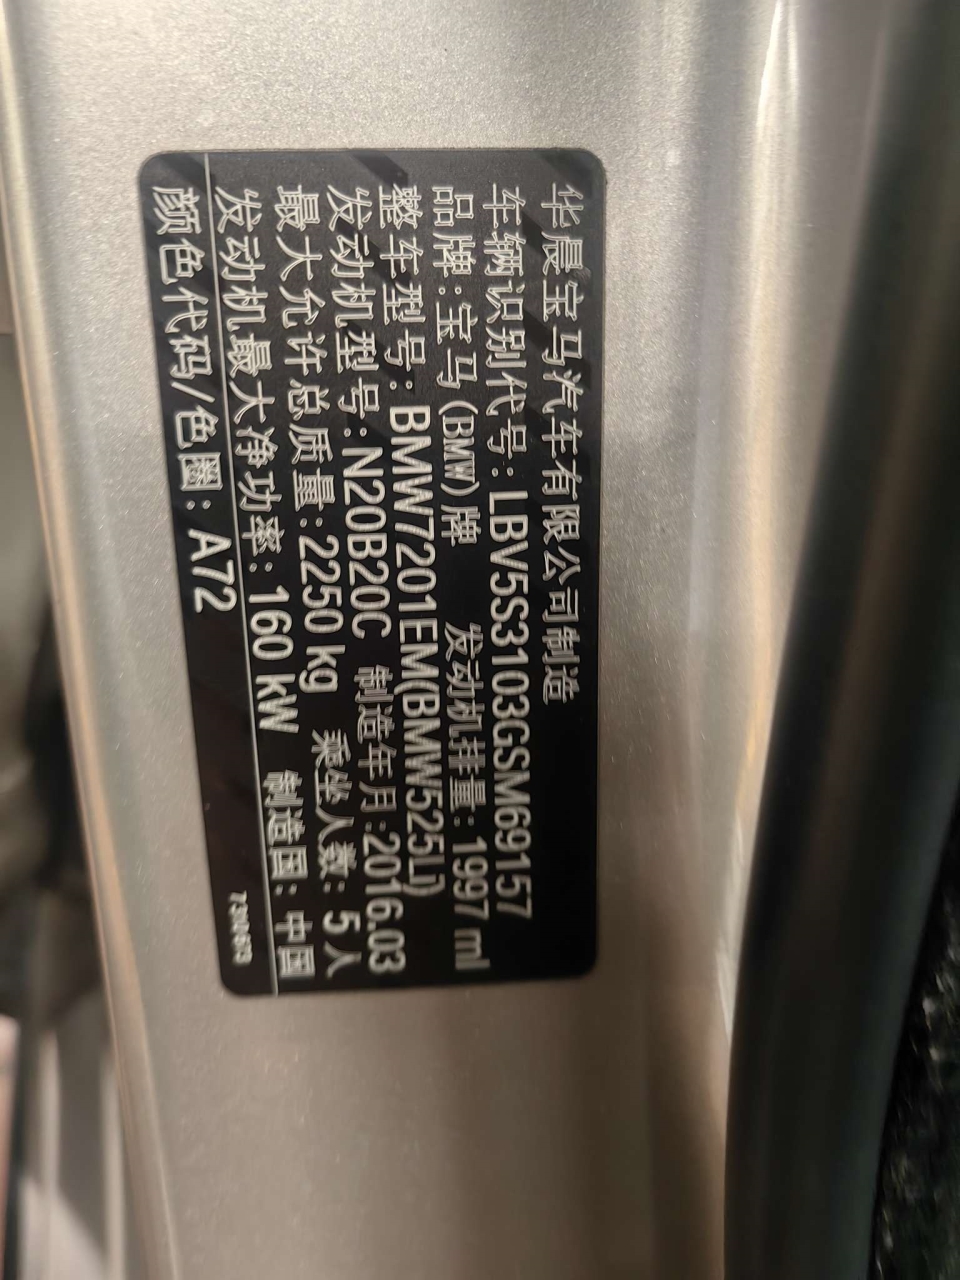 华晨宝马汽车有限公司制造
车辆识别代号: LBV5S3103GSM69157
品牌:宝马(BMW)牌 发动机排量: 1997 ml
整车型号: BMW7201EM(BMW525LI)
发动机型号:N20B20C 制造年月:2016.03
最大允许总质量:2250 kg 乘坐人数: 5 人
发动机最大净功率: 160 kW 制造国: 中国
颜色代码/色圈: A72